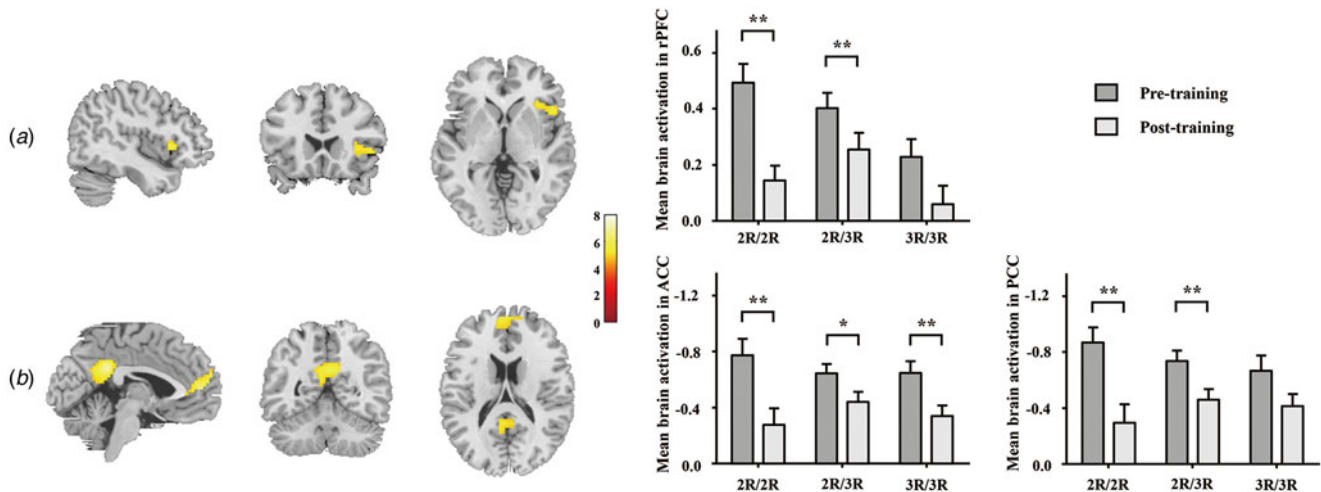 (a)
Mean brain activation in rPFC
0.6
0.4
0.2
0.0
**
**
2R/2R
2R/3R
3R/3R
Pre-training
Post-training
8
6
4
2
0
(b)
Mean brain activation in ACC
-1.2
-0.8
-0.4
0.0
**
*
**
2R/2R
2R/3R
3R/3R
Mean brain activation in PCC
-1.2
-0.8
-0.4
0.0
**
**
2R/2R
2R/3R
3R/3R